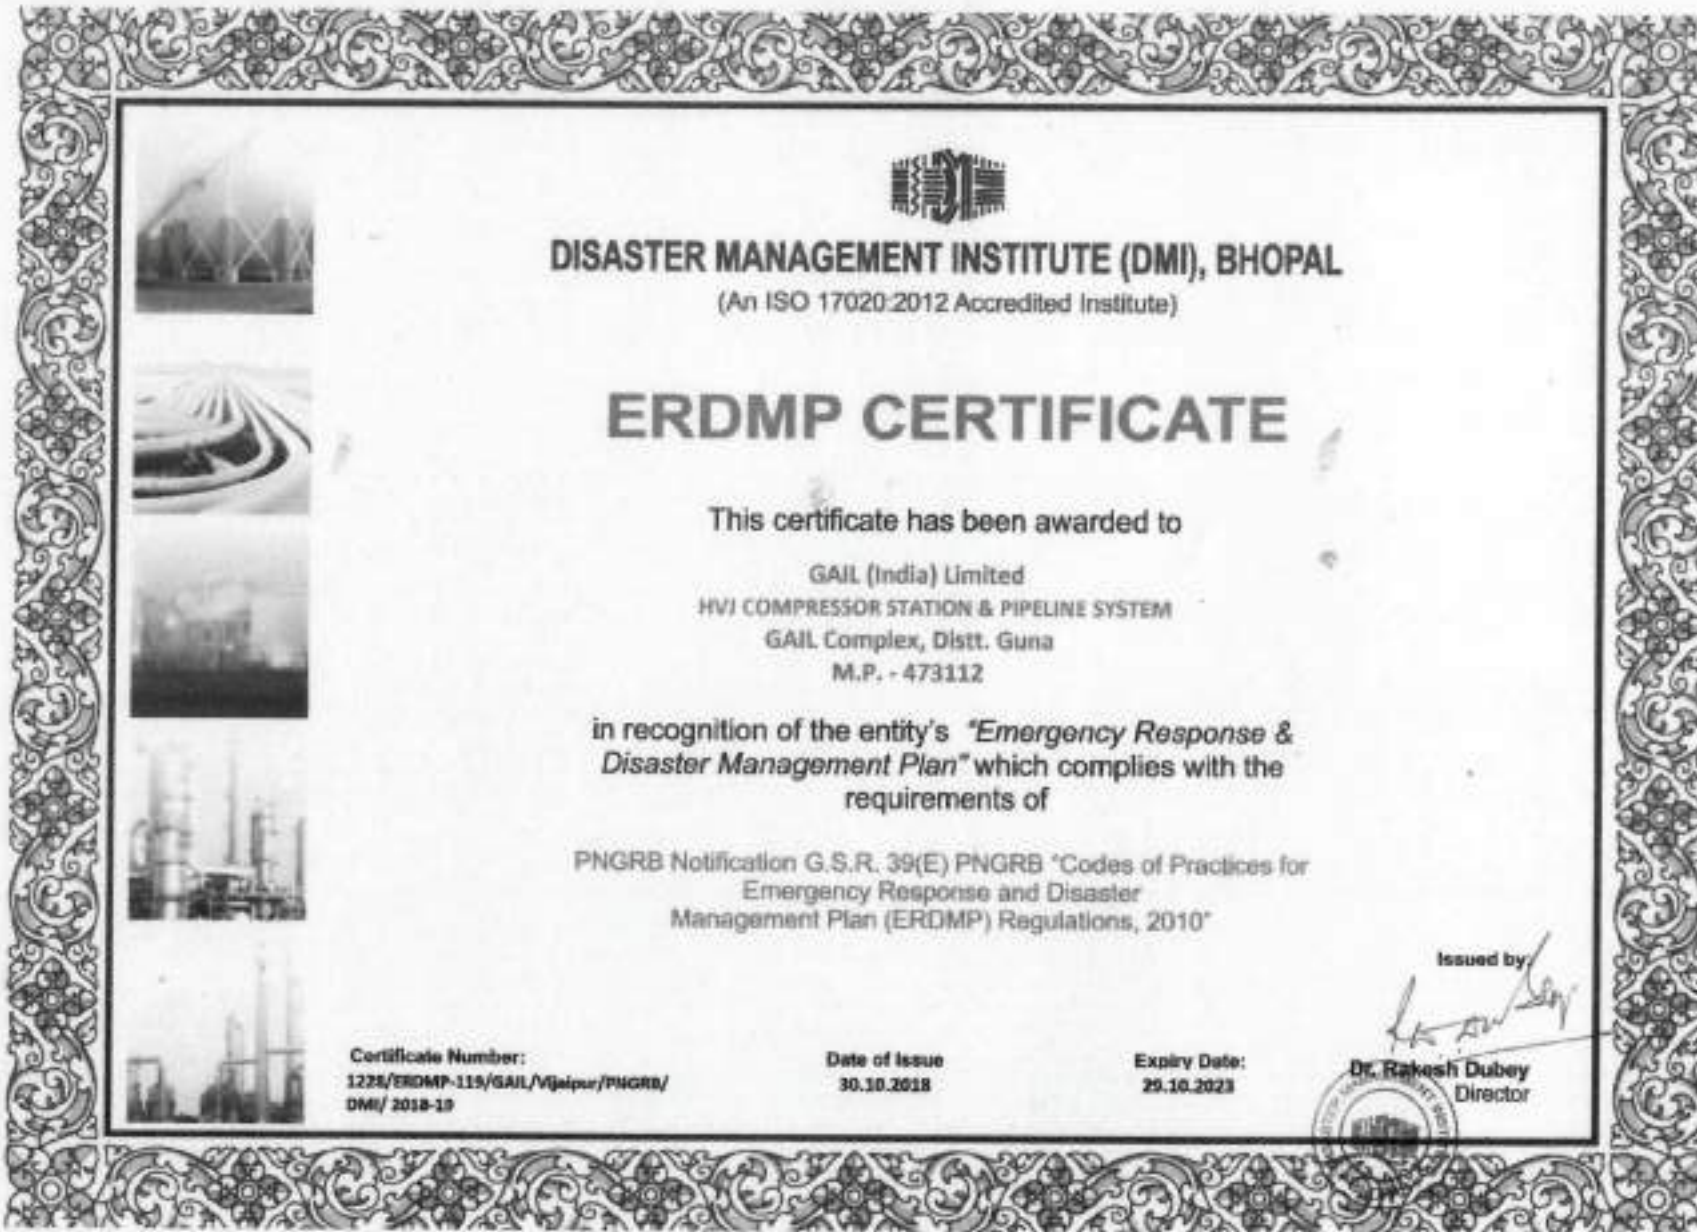 DISASTER MANAGEMENT INSTITUTE (DMI), BHOPAL
(An ISO 17020:2012 Accredited Institute)
ERDMP CERTIFICATE
This certificate has been awarded to
GAIL (India) Limited
HVJ COMPRESSOR STATION & PIPELINE SYSTEM
GAIL Complex, Distt. Guna
M.P. - 473112
in recognition of the entity's "Emergency Response &
Disaster Management Plan" which complies with the
requirements of
PNGRB Notification G.S.R. 39(E) PNGRB "Codes of Practices for
Emergency Response and Disaster
Management Plan (ERDMP) Regulations, 2010"
Issued by:
Certificate Number:
1228/ERDMP-119/GAIL/Vijaipur/PNGRB/
DMI/ 2018-19
Date of Issue
30.10.2018
Expiry Date:
29.10.2023
Dr. Rakesh Dubey
Director